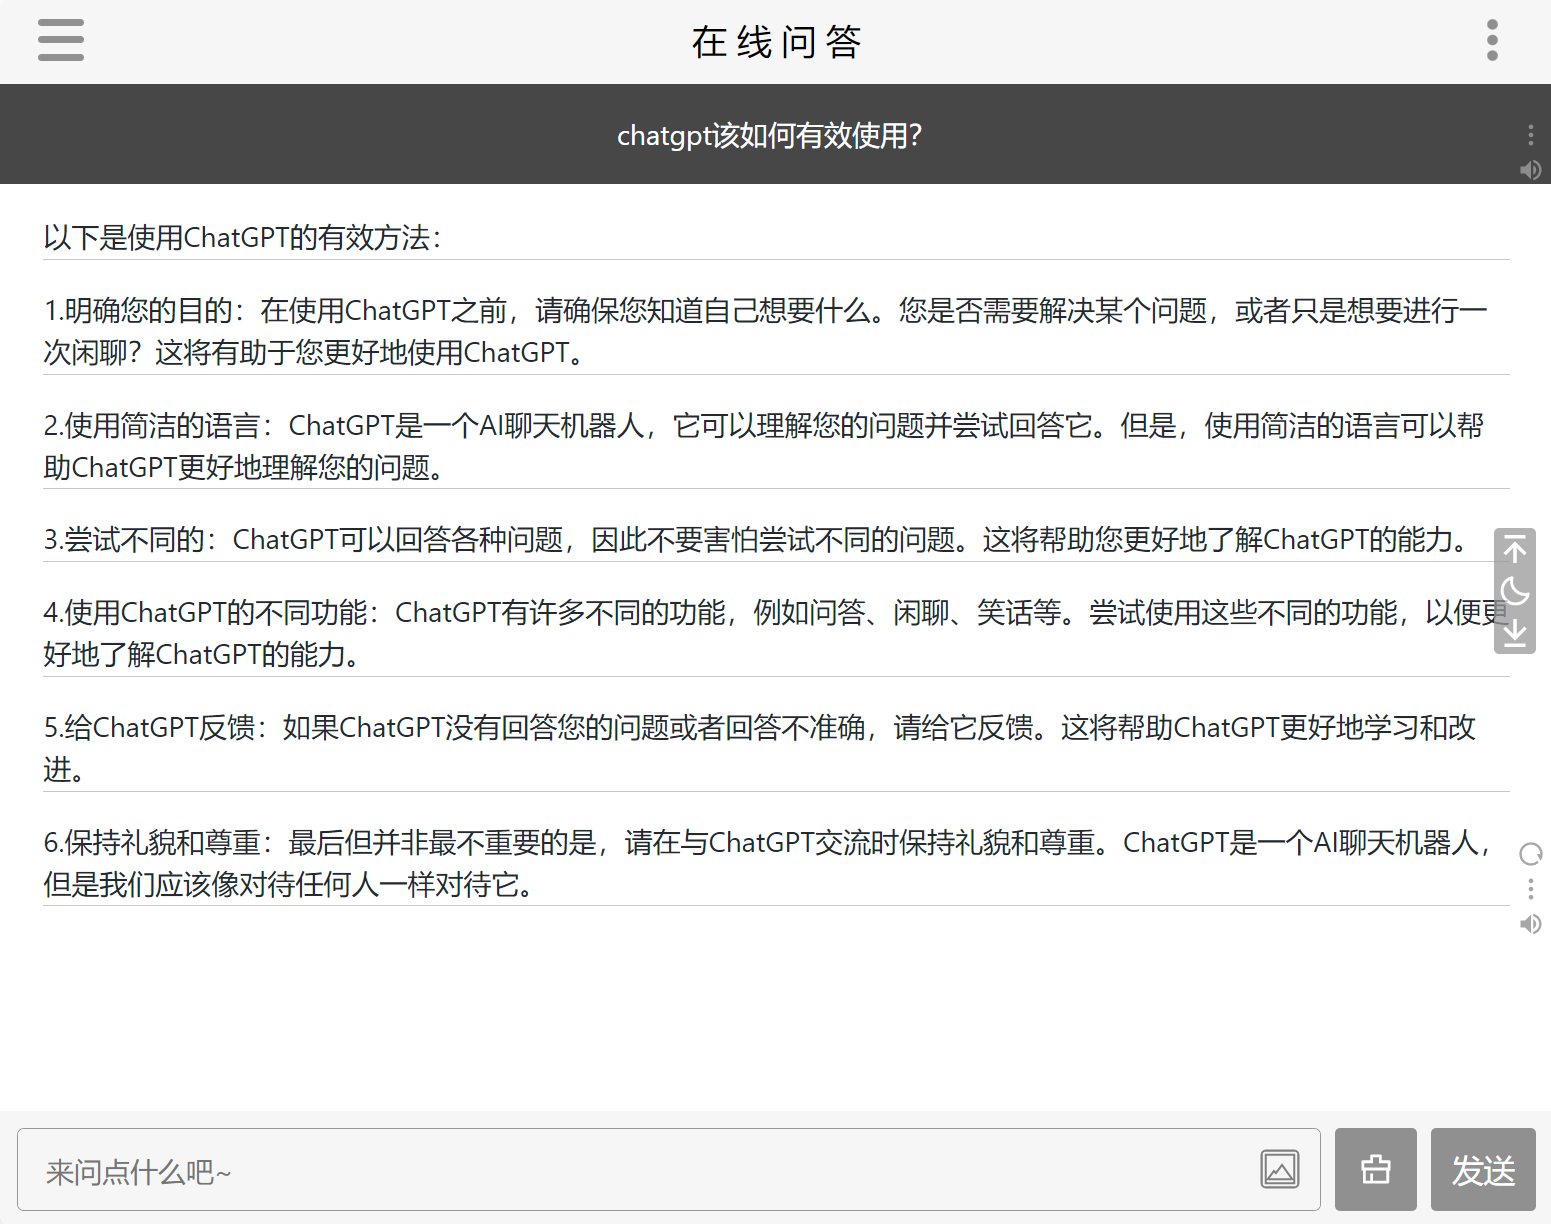 在线问答
chatgpt该如何有效使用？
以下是使用ChatGPT的有效方法：
1.明确您的目的：在使用ChatGPT之前，请确保您知道自己想要什么。您是否需要解决某个问题，或者只是想要进行一
次闲聊？这将有助于您更好地使用ChatGPT。
2.使用简洁的语言：ChatGPT是一个AI聊天机器人，它可以理解您的问题并尝试回答它。但是，使用简洁的语言可以帮
助ChatGPT更好地理解您的问题。
3.尝试不同的：ChatGPT可以回答各种问题，因此不要害怕尝试不同的问题。这将帮助您更好地了解ChatGPT的能力。
4.使用ChatGPT的不同功能：ChatGPT有许多不同的功能，例如问答、闲聊、笑话等。尝试使用这些不同的功能，以便更
好地了解ChatGPT的能力。
5.给ChatGPT反馈：如果ChatGPT没有回答您的问题或者回答不准确，请给它反馈。这将帮助ChatGPT更好地学习和改
进。
6.保持礼貌和尊重：最后但并非最不重要的是，请在与ChatGPT交流时保持礼貌和尊重。ChatGPT是一个AI聊天机器人，
但是我们应该像对待任何人一样对待它。
来问点什么吧~
发送